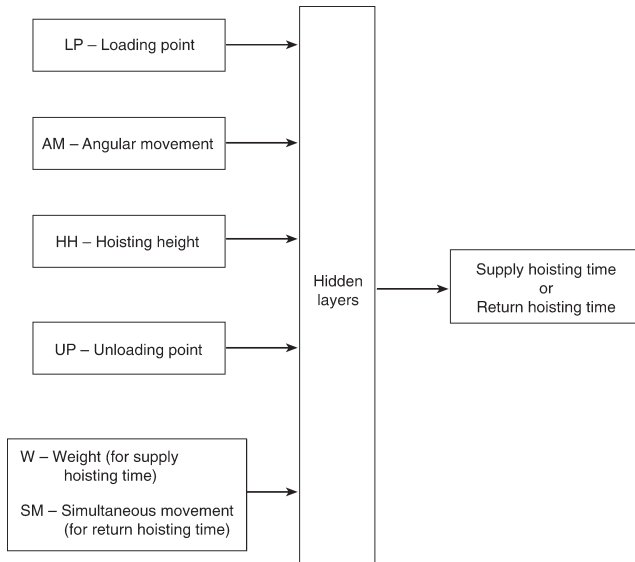 LP – Loading point
AM – Angular movement
HH – Hoisting height
UP – Unloading point
W – Weight (for supply
hoisting time)
SM – Simultaneous movement
(for return hoisting time)
Hidden
layers
Supply hoisting time
or
Return hoisting time